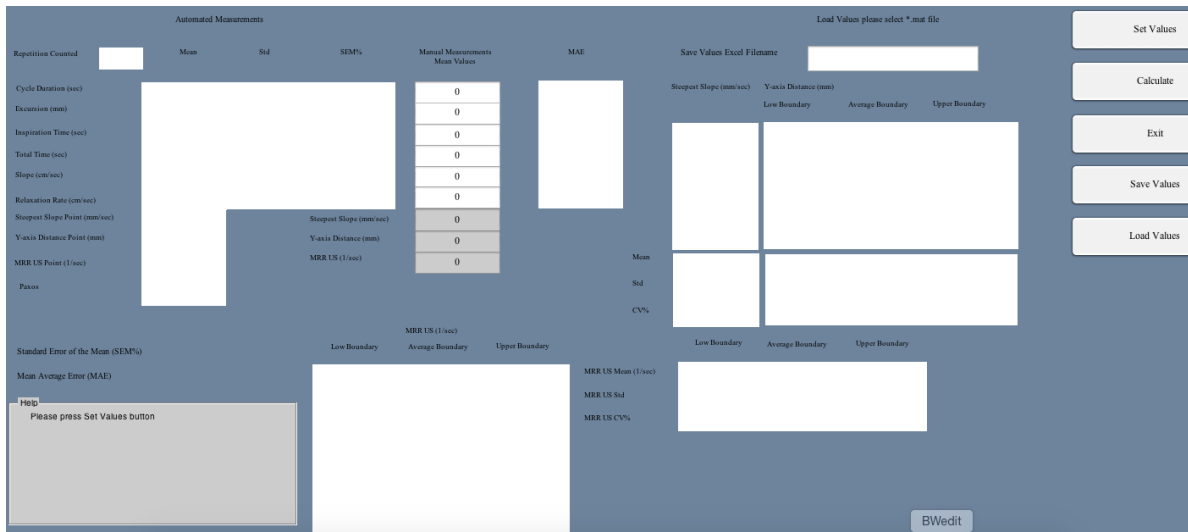 Automated Measurements
Load Values please select *.mat file
Set Values
Repetition Counted
Mean
Std
SEM%
Manual Measurements
Mean Values
MAE
Save Values Excel Filename
Calculate
Cycle Duration (sec)
0
Steepest Slope (mm/sec)
Y-axis Distance (mm)
Excursion (mm)
0
Low Boundary
Average Boundary
Upper Boundary
Inspiration Time (sec)
0
Exit
Total Time (sec)
0
Slope (cm/sec)
0
Save Values
Relaxation Rate (cm/sec)
0
Steepest Slope Point (mm/sec)
Steepest Slope (mm/sec)
0
Y-axis Distance Point (mm)
Y-axis Distance (mm)
0
Load Values
MRR US Point (1/sec)
MRR US (1/sec)
0
Mean
Paxos
Std
CV%
MRR US (1/sec)
Low Boundary
Average Boundary
Upper Boundary
Low Boundary
Average Boundary
Upper Boundary
Standard Error of the Mean (SEM%)
Mean Average Error (MAE)
MRR US Mean (1/sec)
MRR US Std
MRR US CV%
Help
Please press Set Values button
BWedit